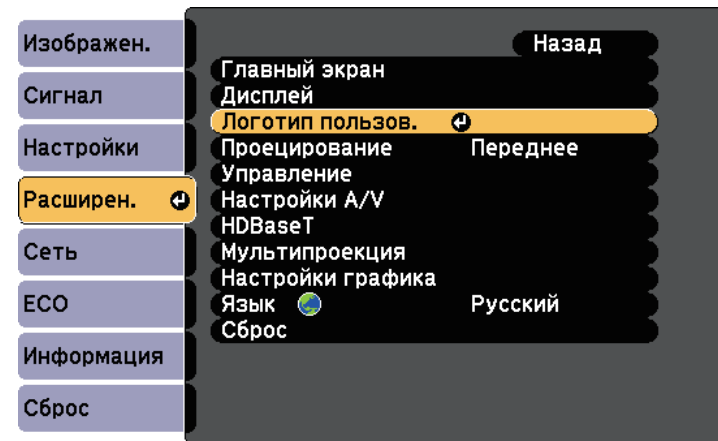 Изображен.
Сигнал
Настройки
Расширен.
Сеть
ECO
Информация
Сброс
Назад
Главный экран
Дисплей
Логотип пользов.
Проецирование Переднее
Управление
Настройки A/V
HDBaseT
Мультипроекция
Настройки графика
Язык Русский
Сброс